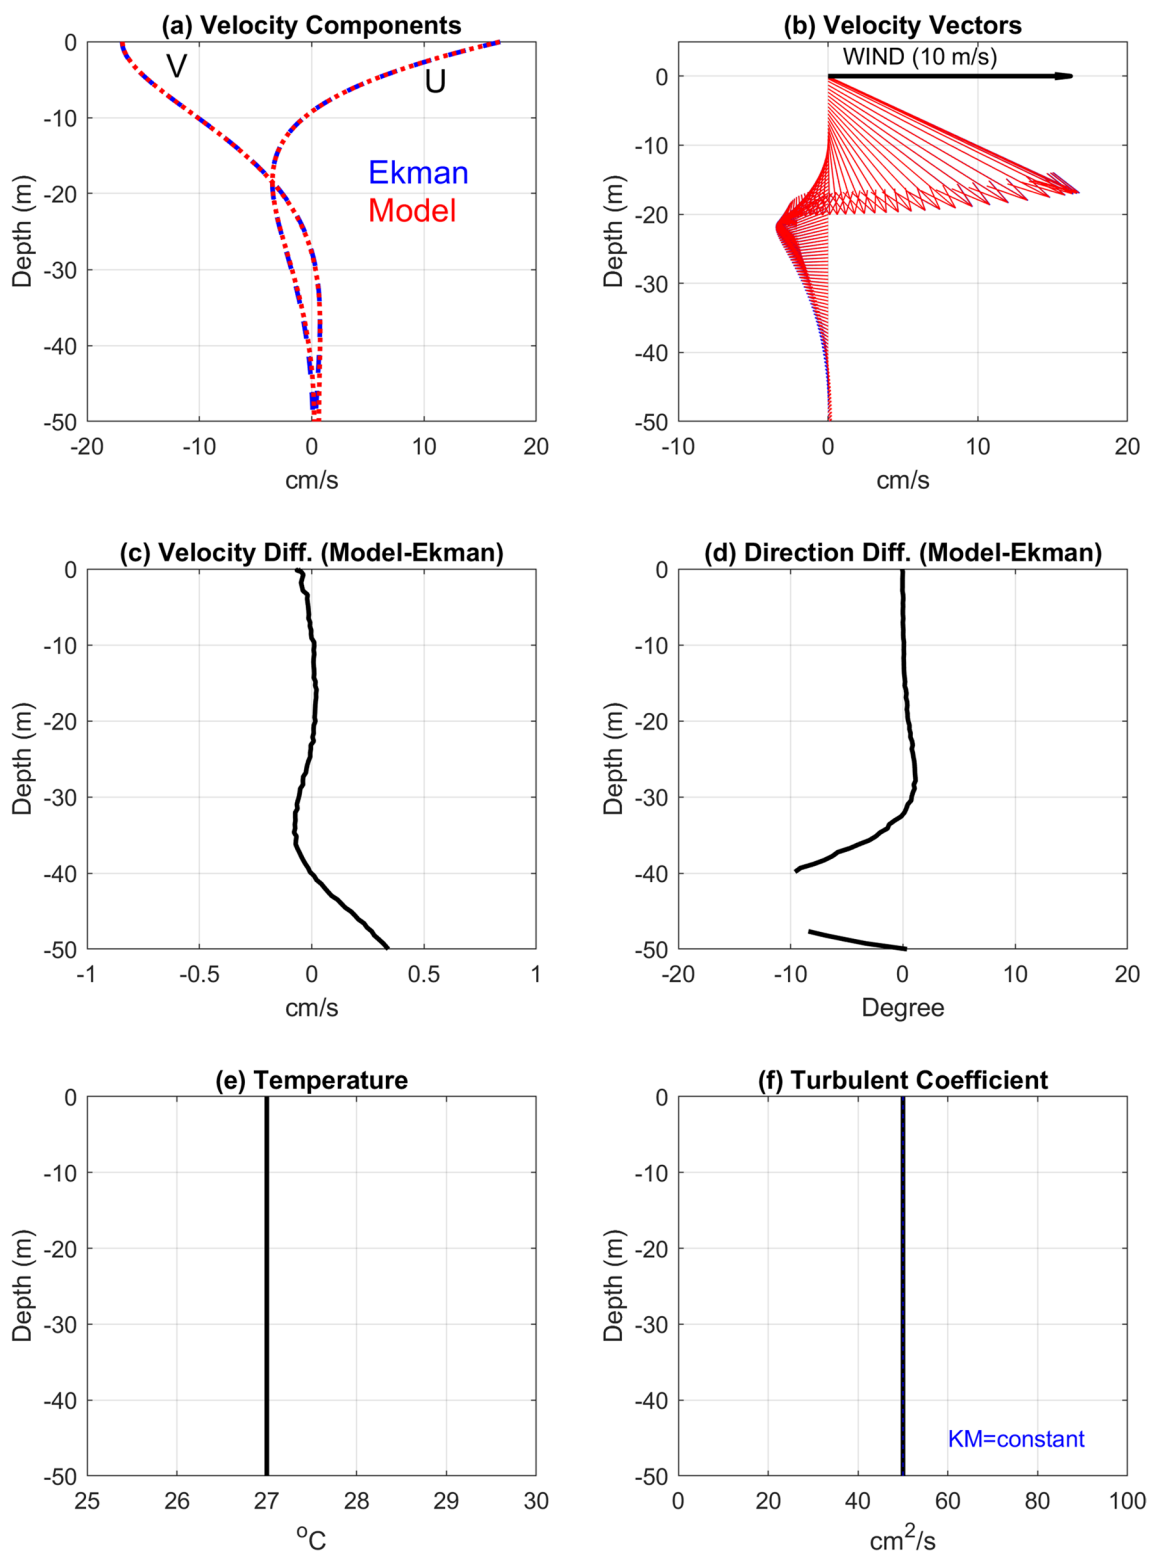 (a) Velocity Components
0
-10
-20
-30
-40
-50
Depth (m)
V
U
Ekman
Model
-20 -10 0 10 20
cm/s
(b) Velocity Vectors
WIND (10 m/s)
0
-10
-20
-30
-40
-50
Depth (m)
-10 0 10 20
cm/s
(c) Velocity Diff. (Model-Ekman)
0
-10
-20
-30
-40
-50
Depth (m)
-1 -0.5 0 0.5 1
cm/s
(d) Direction Diff. (Model-Ekman)
0
-10
-20
-30
-40
-50
Depth (m)
-20 -10 0 10 20
Degree
(e) Temperature
0
-10
-20
-30
-40
-50
Depth (m)
25 26 27 28 29 30
°C
(f) Turbulent Coefficient
0
-10
-20
-30
-40
-50
Depth (m)
KM=constant
0 20 40 60 80 100
cm²/s